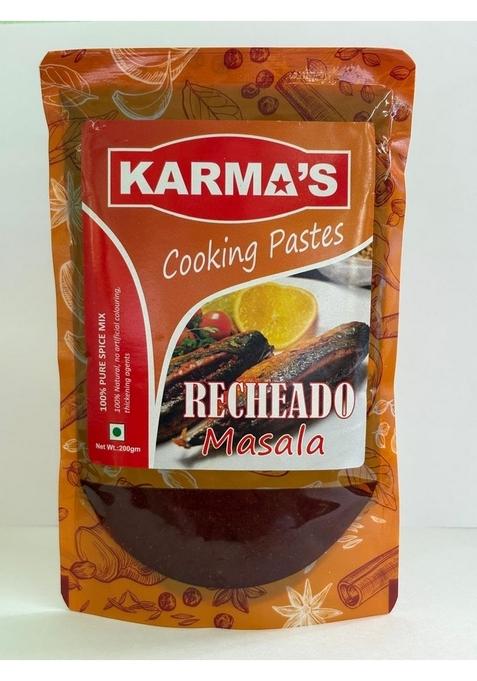 KARMA'S
Cooking Pastes
100% PURE SPICE MIX
100% Natural, no artificial colouring,
thickening agents
Net Wt.:200gm
RECHEADO
Masala